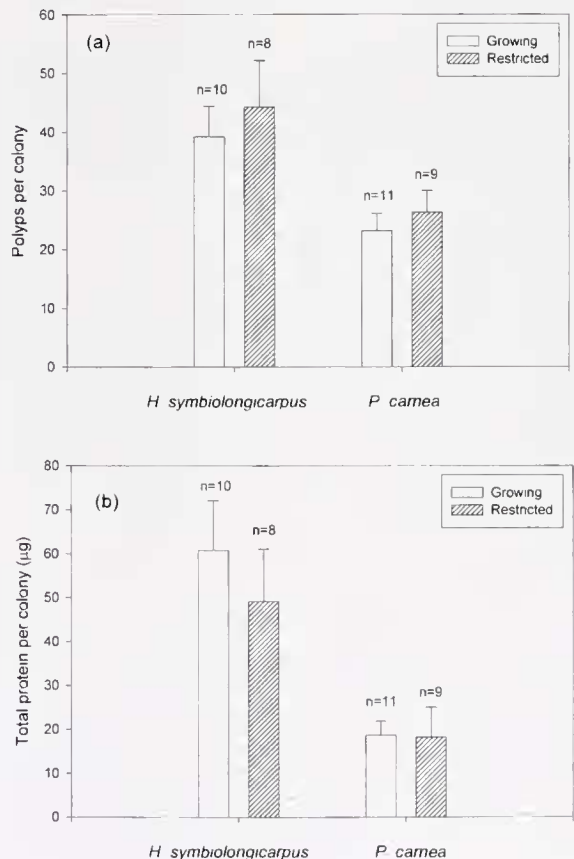 60
(a)
n=8
Growing
Restricted
50
n=10
40
n=11
n=9
30
20
10
0
Polyps per colony
H symbiolongicarpus
P carnea
80
(b)
n=10
Growing
Restricted
70
n=8
60
50
40
30
n=11
n=9
20
10
0
Total protein per colony (µg)
H symbiolongicarpus
P carnea